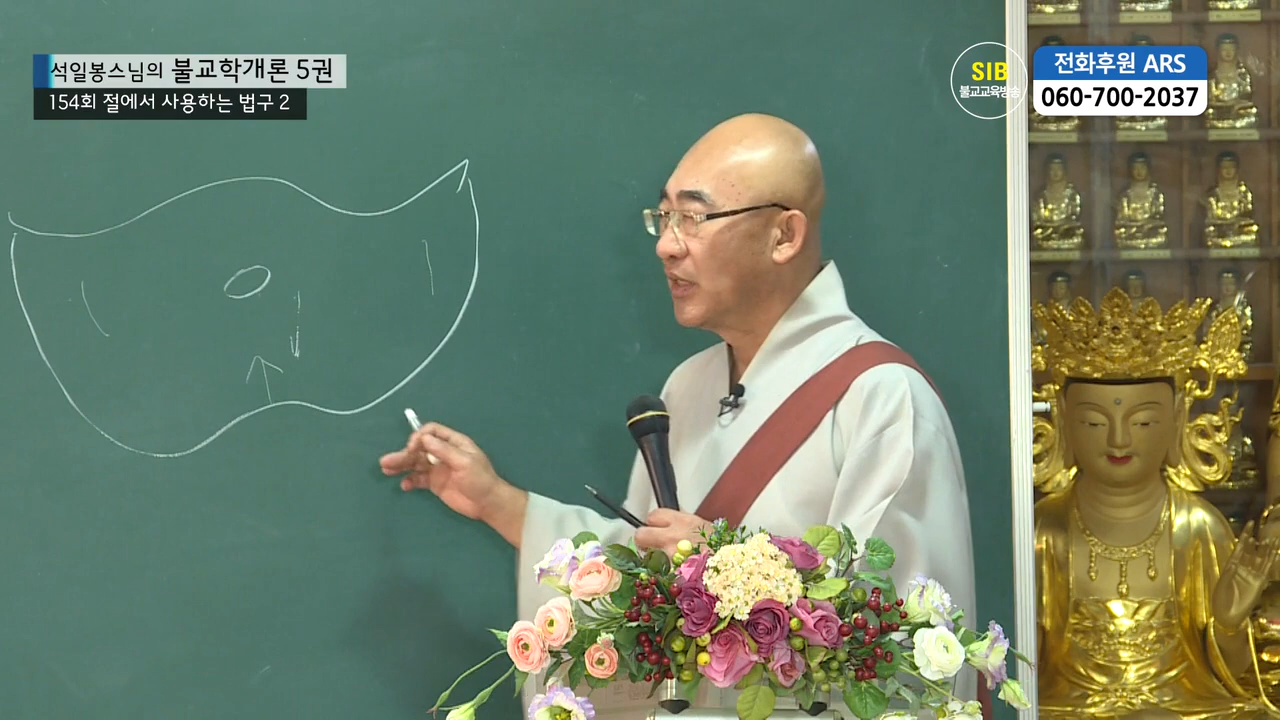 석일봉스님의 불교학개론 5권
154회 절에서 사용하는 법구 2
SIB
불교교육방송
전화후원 ARS
060-700-2037